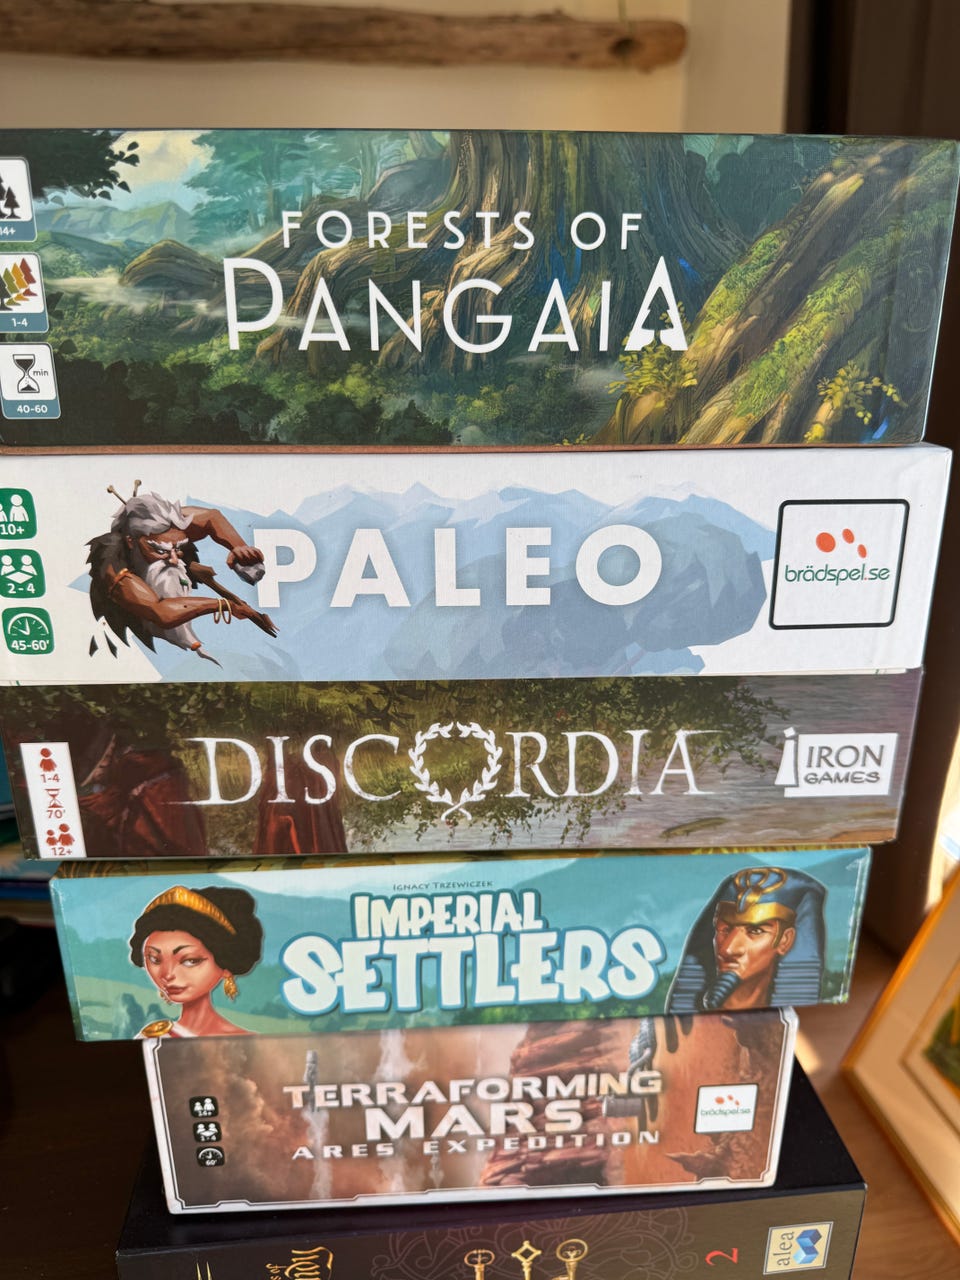 14+
1-4
min
40-60
FORESTS OF
PANGAIA
10+
2-4
45-60'
PALEO
brädspel.se
1-4
70'
12+
DISCORDIA
IRON
GAMES
IGNACY TRZEWICZEK
IMPERIAL
SETTLERS
16+
1-4
60'
TERRAFORMING
MARS
ARES EXPEDITION
brädspel.se
of
2
alea